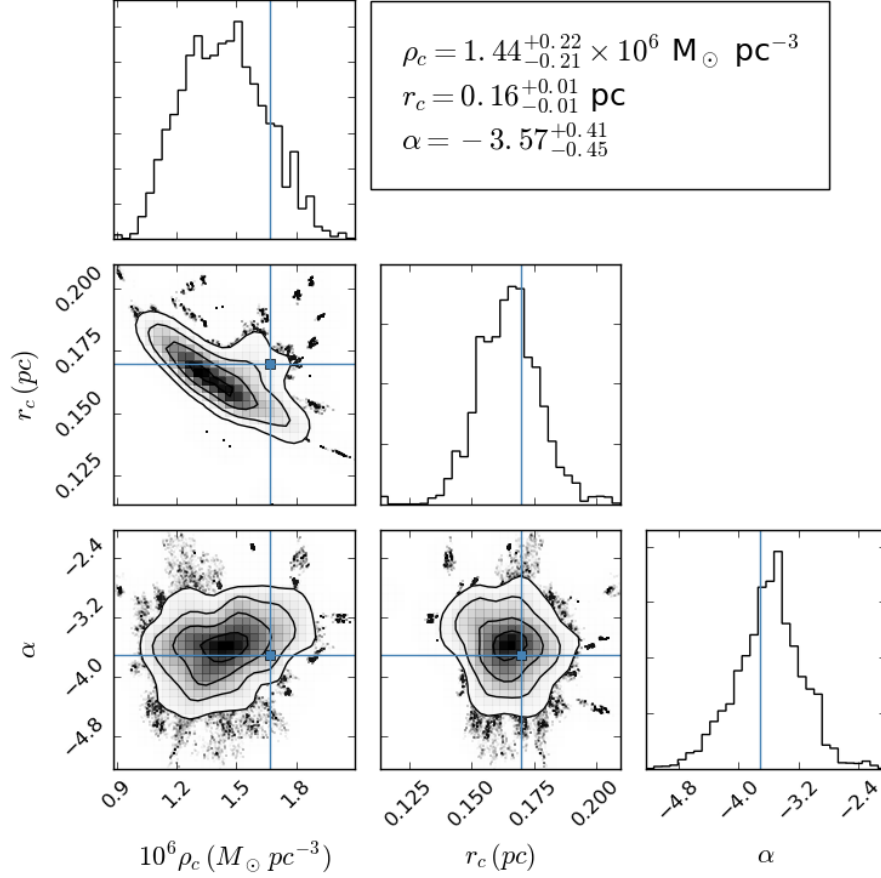 ρ_c = 1.44^{+0.22}_{-0.21} × 10^6 M_⊙ pc^{-3}
r_c = 0.16^{+0.01}_{-0.01} pc
α = −3.57^{+0.41}_{-0.45}
0.200
0.175
0.150
0.125
r_c (pc)
−2.4
−3.2
−4.0
−4.8
α
0.9 1.2 1.5 1.8
0.125 0.150 0.175 0.200
−4.8 −4.0 −3.2 −2.4
10^6 ρ_c (M_⊙ pc^{-3})
r_c (pc)
α